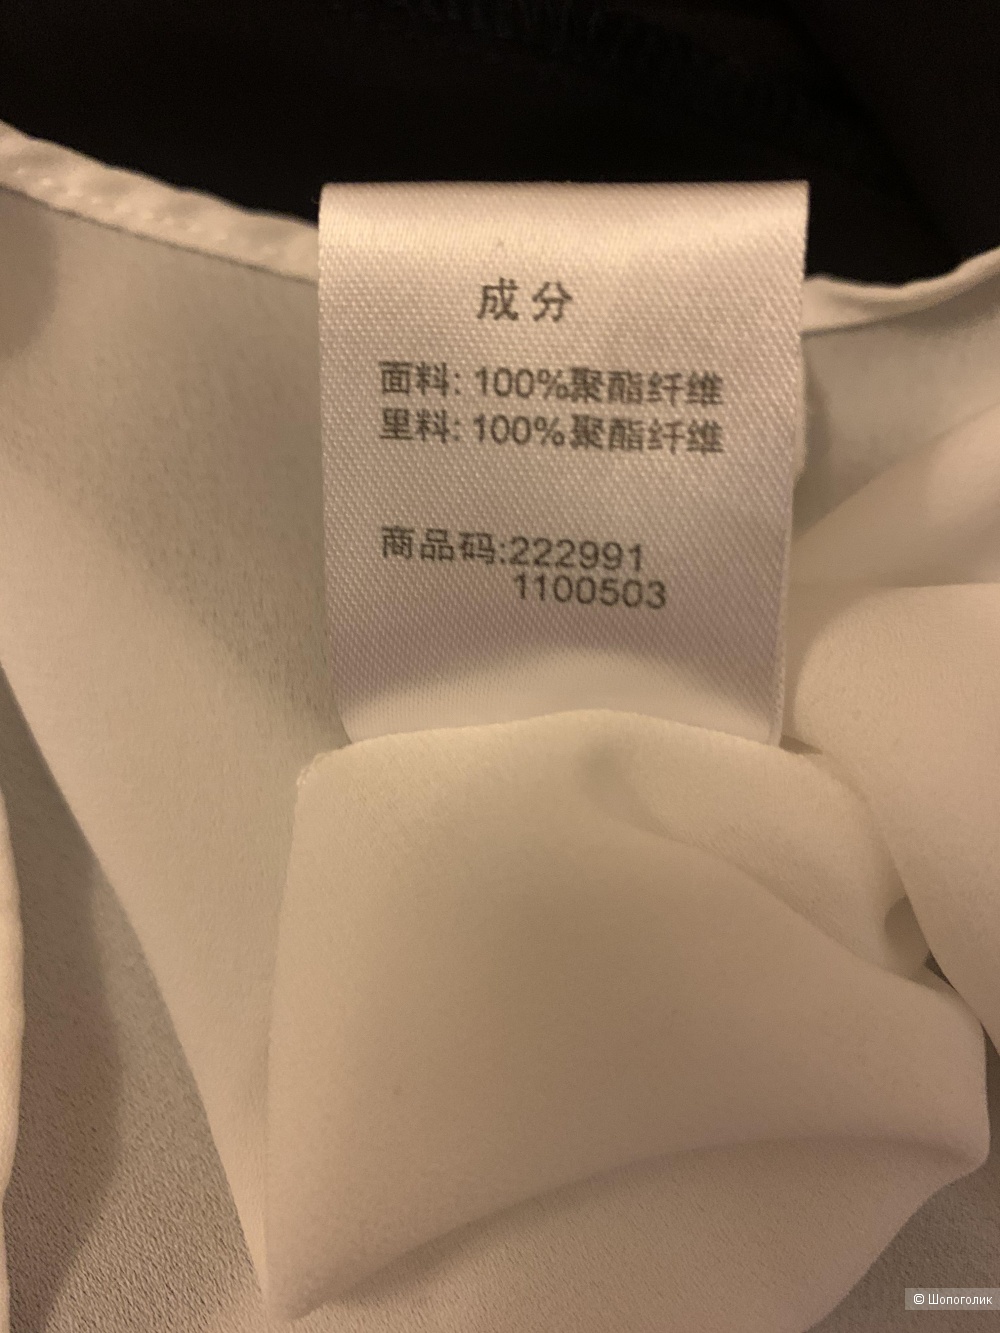 成分
面料: 100%聚酯纤维
里料: 100%聚酯纤维
商品码:222991
1100503
© Шопоголик